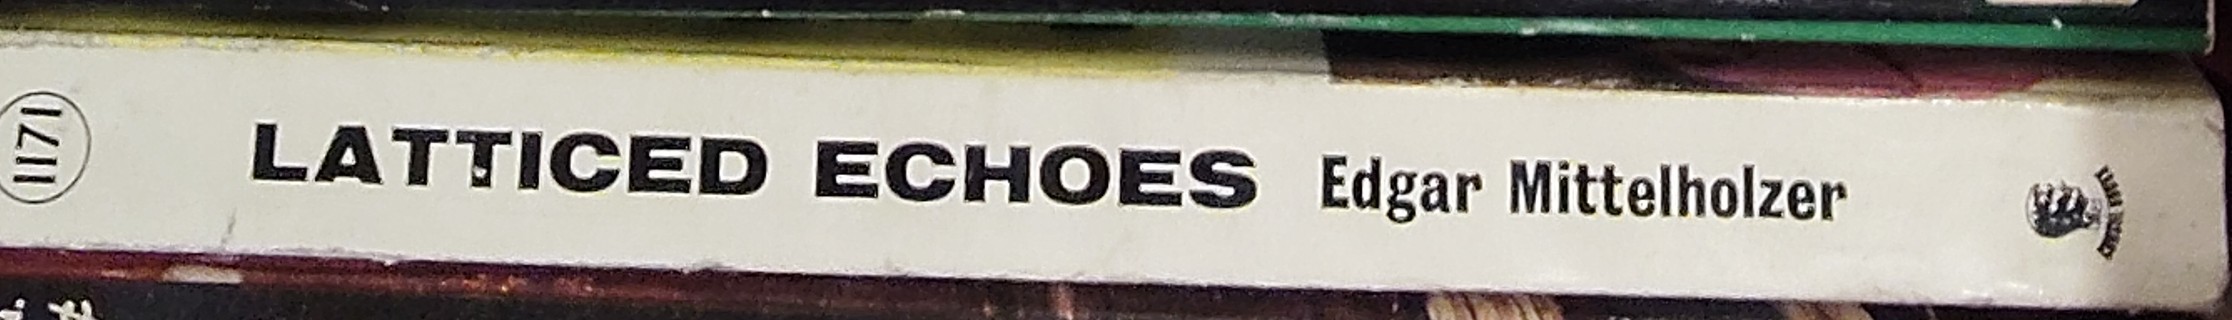 1171
LATTICED ECHOES Edgar Mittelholzer